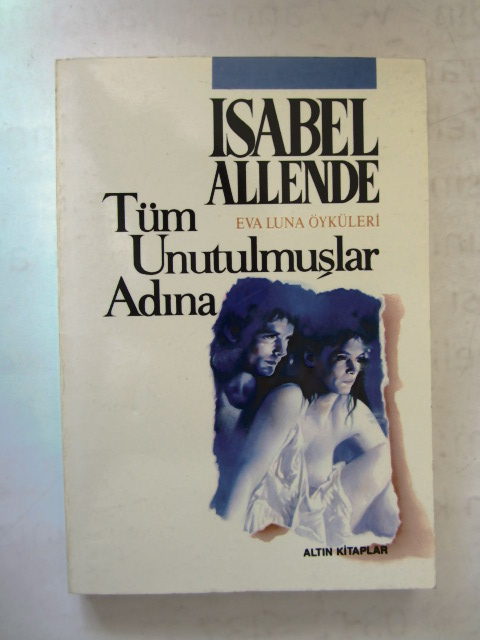 ISABEL
ALLENDE
EVA LUNA ÖYKÜLERİ
Tüm
Unutulmuşlar
Adına
ALTIN KİTAPLAR